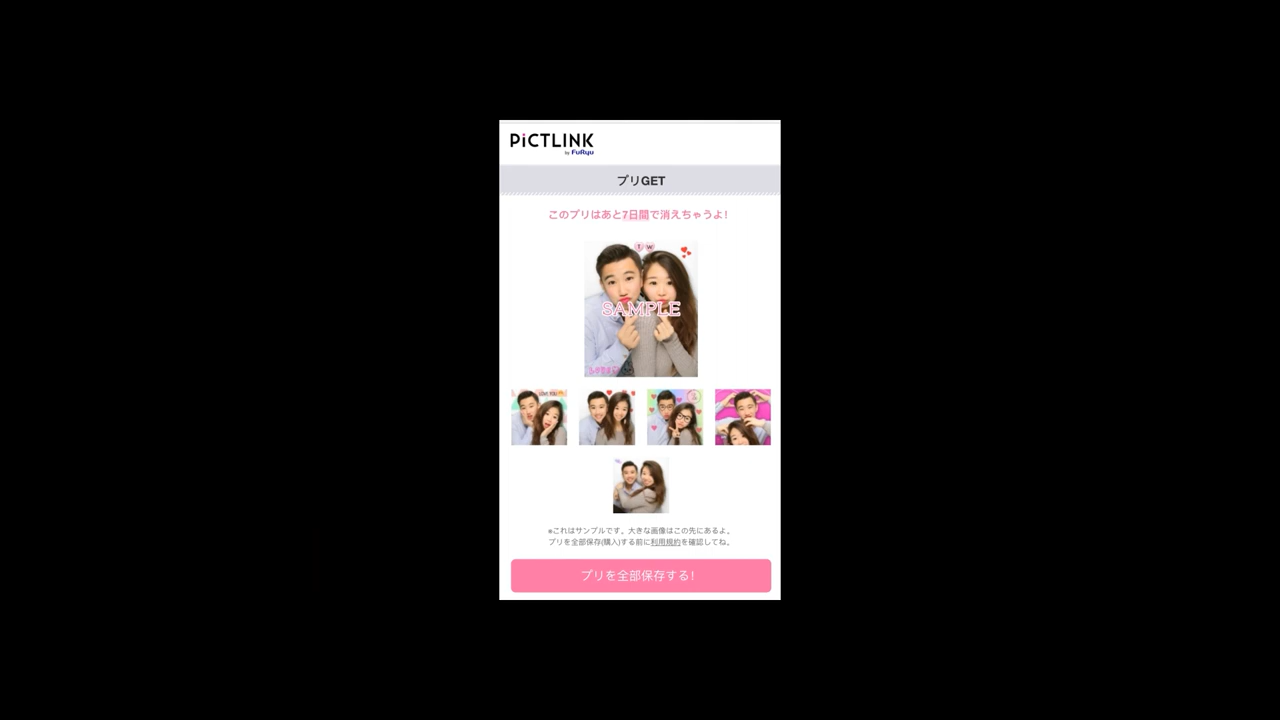 PiCTLINK
by FuRyu
プリGET
このプリはあと7日間で消えちゃうよ!
T W
SAMPLE
LOVE YOU
※これはサンプルです。大きな画像はこの先にあるよ。
プリを全部保存(購入)する前に利用規約を確認してね。
プリを全部保存する!